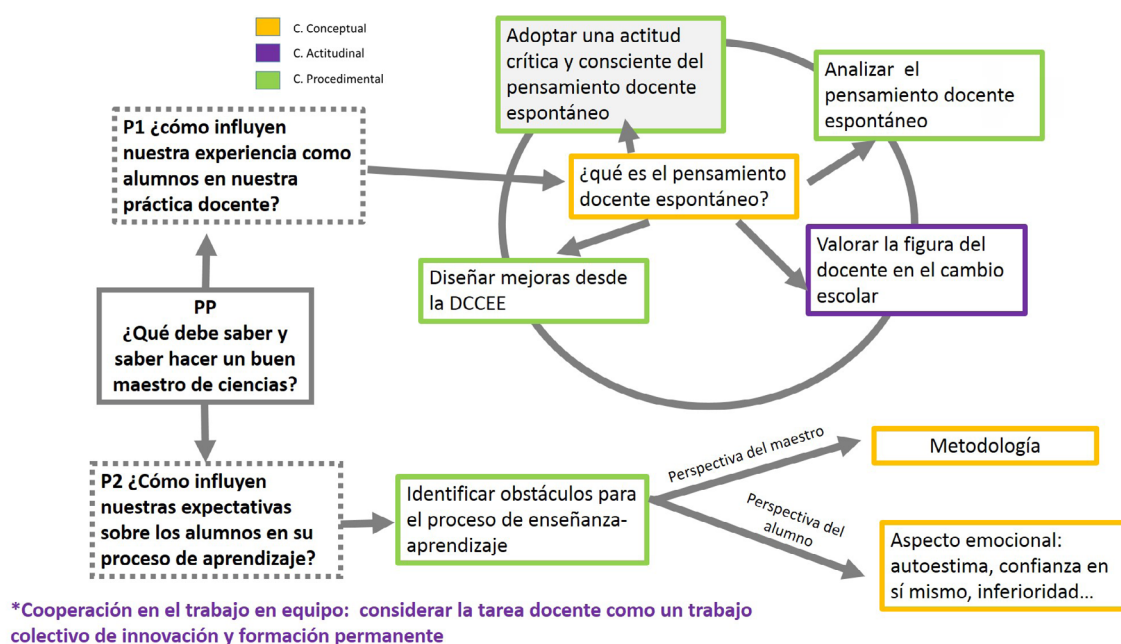 C. Conceptual
C. Actitudinal
C. Procedimental
Adoptar una actitud
crítica y consciente del
pensamiento docente
espontáneo
Analizar el
pensamiento docente
espontáneo
P1 ¿cómo influyen
nuestra experiencia como
alumnos en nuestra
práctica docente?
¿qué es el pensamiento
docente espontáneo?
Diseñar mejoras desde
la DCCEE
Valorar la figura del
docente en el cambio
escolar
PP
¿Qué debe saber y
saber hacer un buen
maestro de ciencias?
P2 ¿Cómo influyen
nuestras expectativas
sobre los alumnos en su
proceso de aprendizaje?
Identificar obstáculos para
el proceso de enseñanza-
aprendizaje
Perspectiva del maestro
Metodología
Perspectiva del
alumno
Aspecto emocional:
autoestima, confianza en
sí mismo, inferioridad...
*Cooperación en el trabajo en equipo: considerar la tarea docente como un trabajo
colectivo de innovación y formación permanente